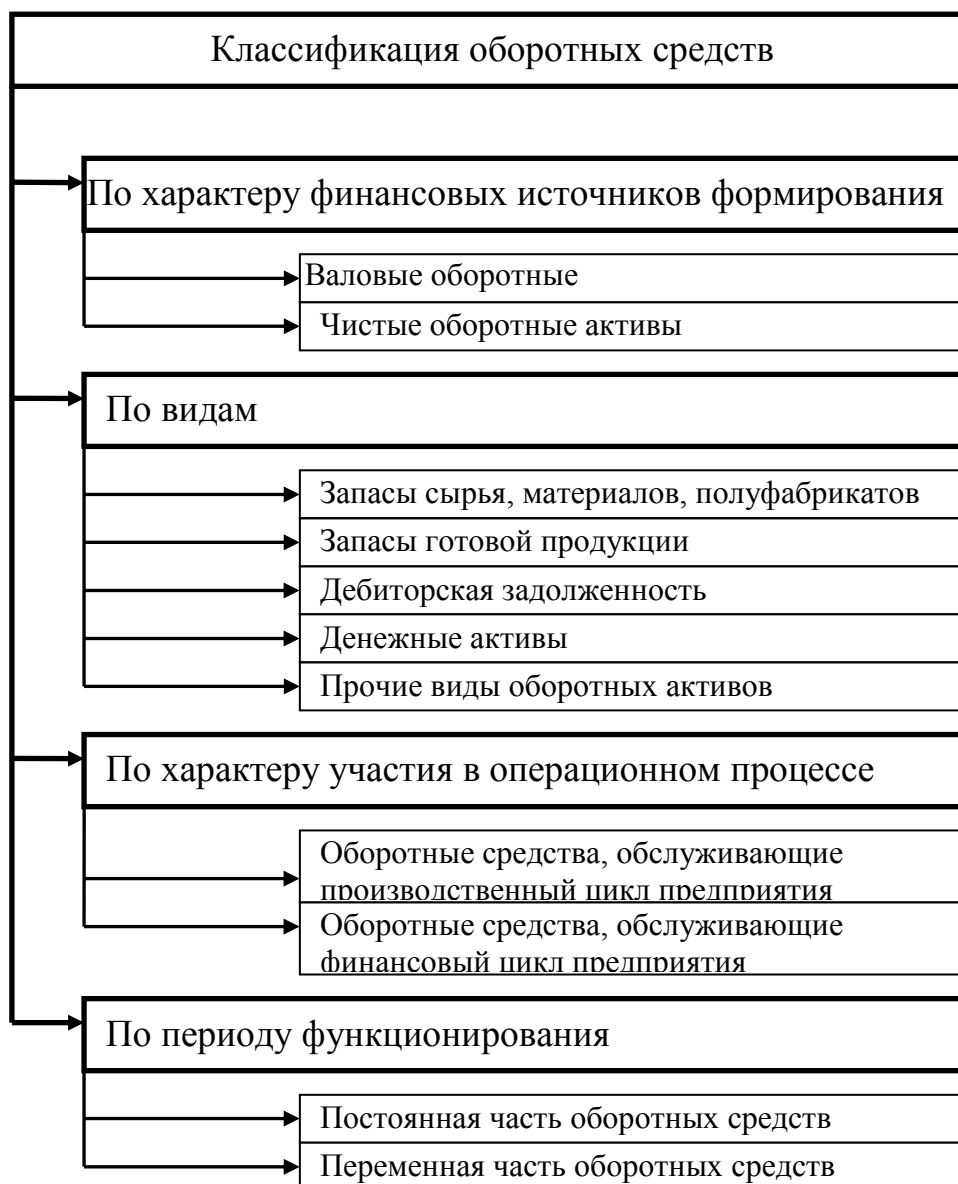 Классификация оборотных средств
По характеру финансовых источников формирования
Валовые оборотные
Чистые оборотные активы
По видам
Запасы сырья, материалов, полуфабрикатов
Запасы готовой продукции
Дебиторская задолженность
Денежные активы
Прочие виды оборотных активов
По характеру участия в операционном процессе
Оборотные средства, обслуживающие
производственный цикл предприятия
Оборотные средства, обслуживающие
финансовый цикл предприятия
По периоду функционирования
Постоянная часть оборотных средств
Переменная часть оборотных средств